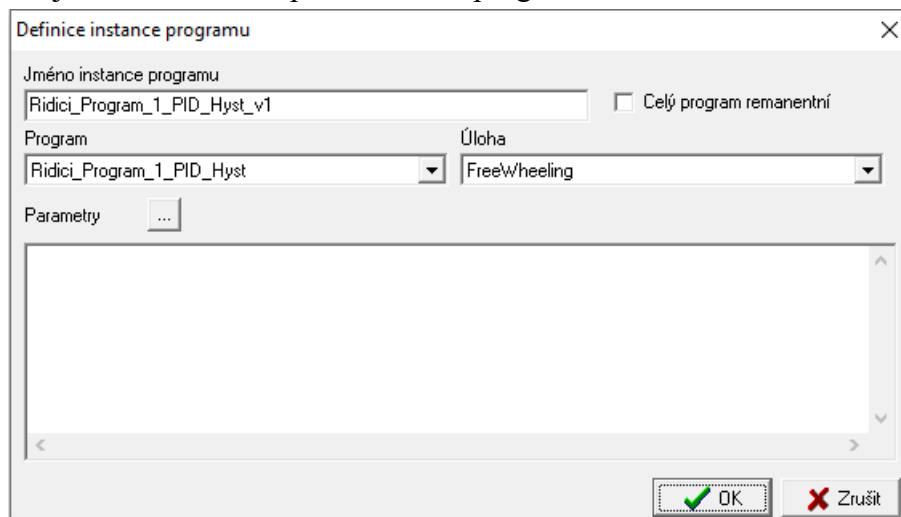 Definice instance programu
Jméno instance programu
Ridici_Program_1_PID_Hyst_v1
Celý program remanentní
Program
Úloha
Ridici_Program_1_PID_Hyst
FreeWheeling
Parametry ...
OK
Zrušit